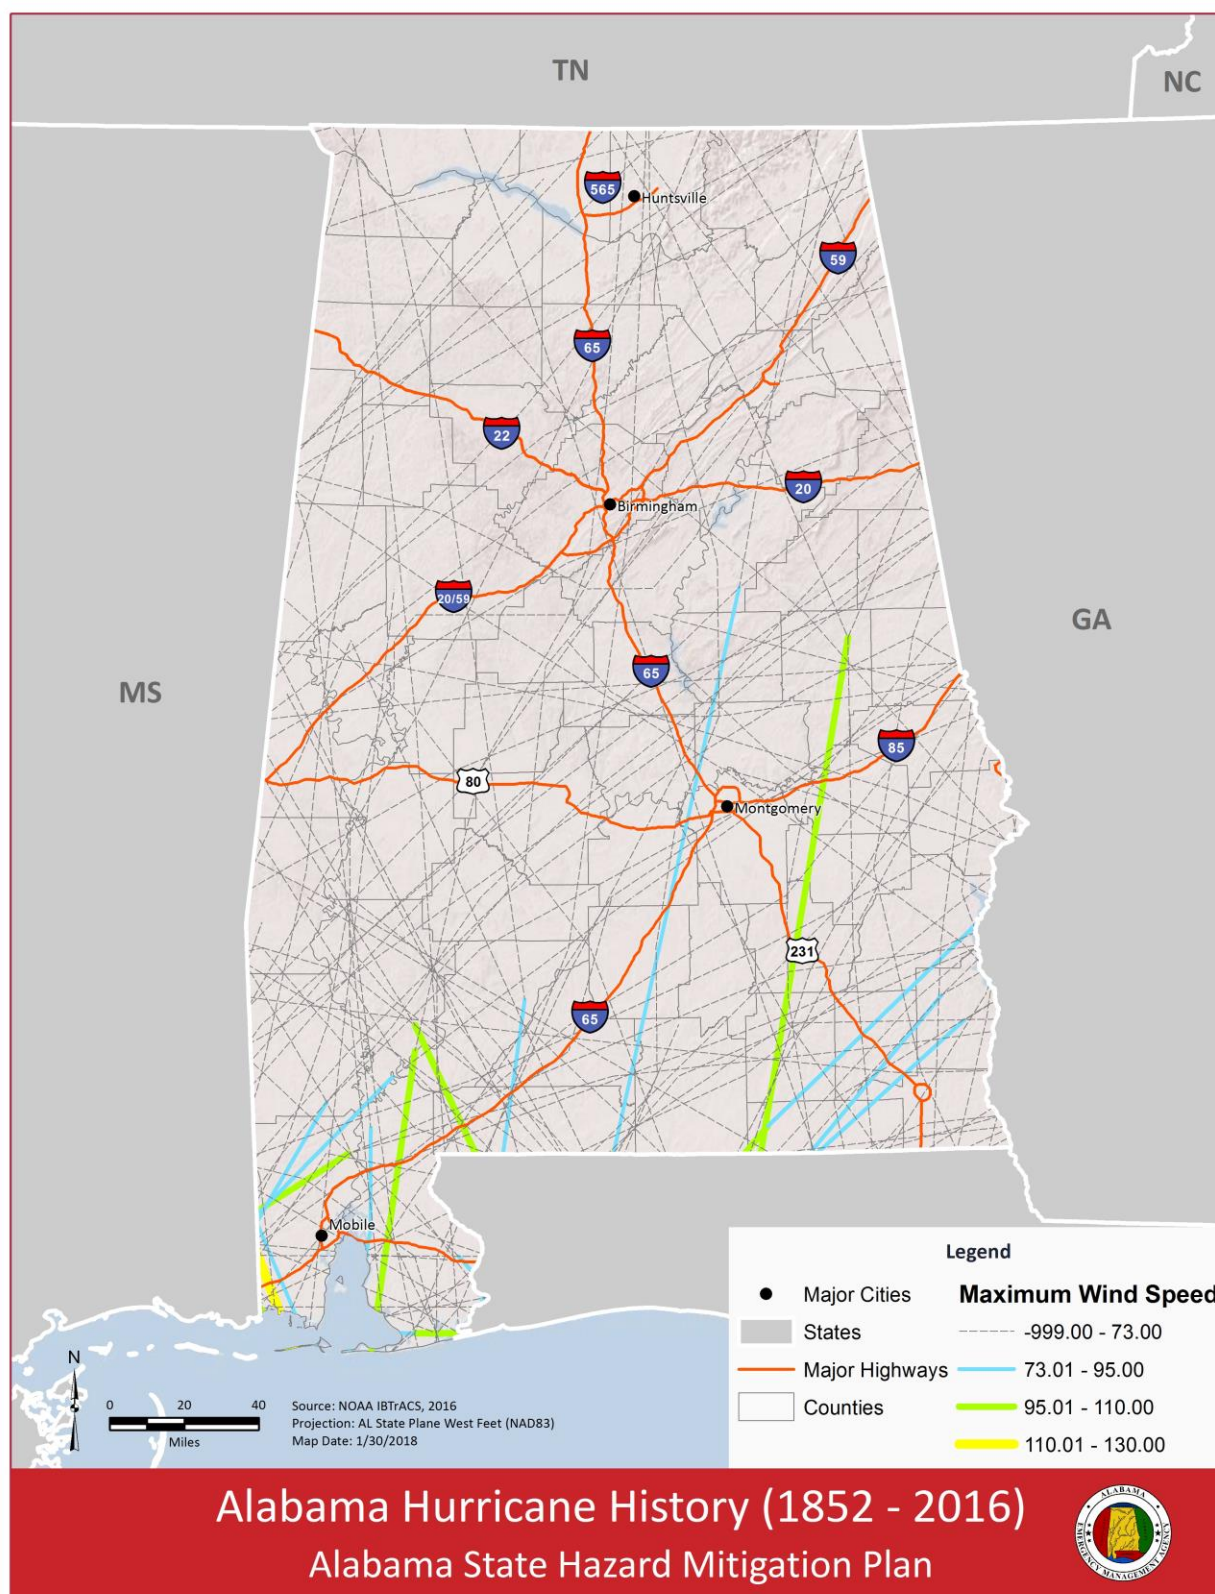 TN
NC
565
Huntsville
59
65
22
20
Birmingham
20/59
GA
65
MS
85
80
Montgomery
231
65
Mobile
Legend
Major Cities
States
Major Highways
Counties
Maximum Wind Speed
-999.00 - 73.00
73.01 - 95.00
95.01 - 110.00
110.01 - 130.00
N
0 20 40
Miles
Source: NOAA IBTrACS, 2016
Projection: AL State Plane West Feet (NAD83)
Map Date: 1/30/2018
Alabama Hurricane History (1852 - 2016)
Alabama State Hazard Mitigation Plan
ALABAMA
EMERGENCY MANAGEMENT AGENCY